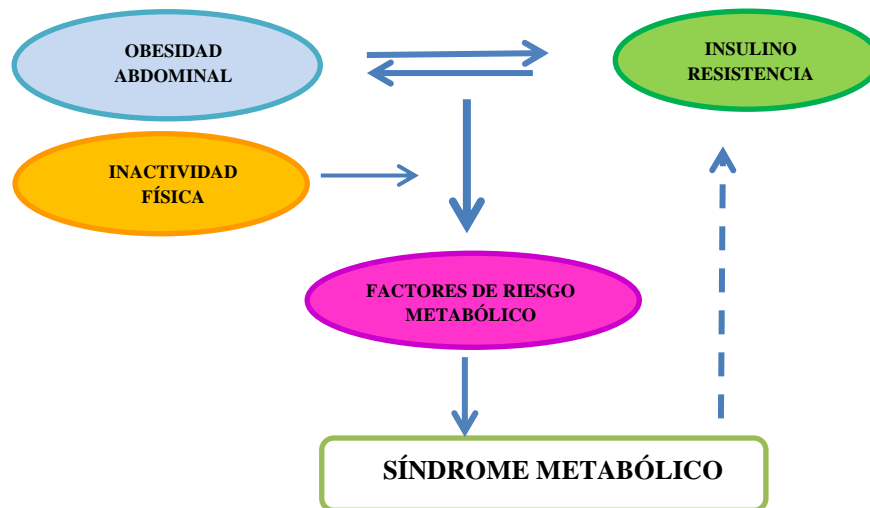 OBESIDAD
ABDOMINAL
INSULINO
RESISTENCIA
INACTIVIDAD
FÍSICA
FACTORES DE RIESGO
METABÓLICO
SÍNDROME METABÓLICO